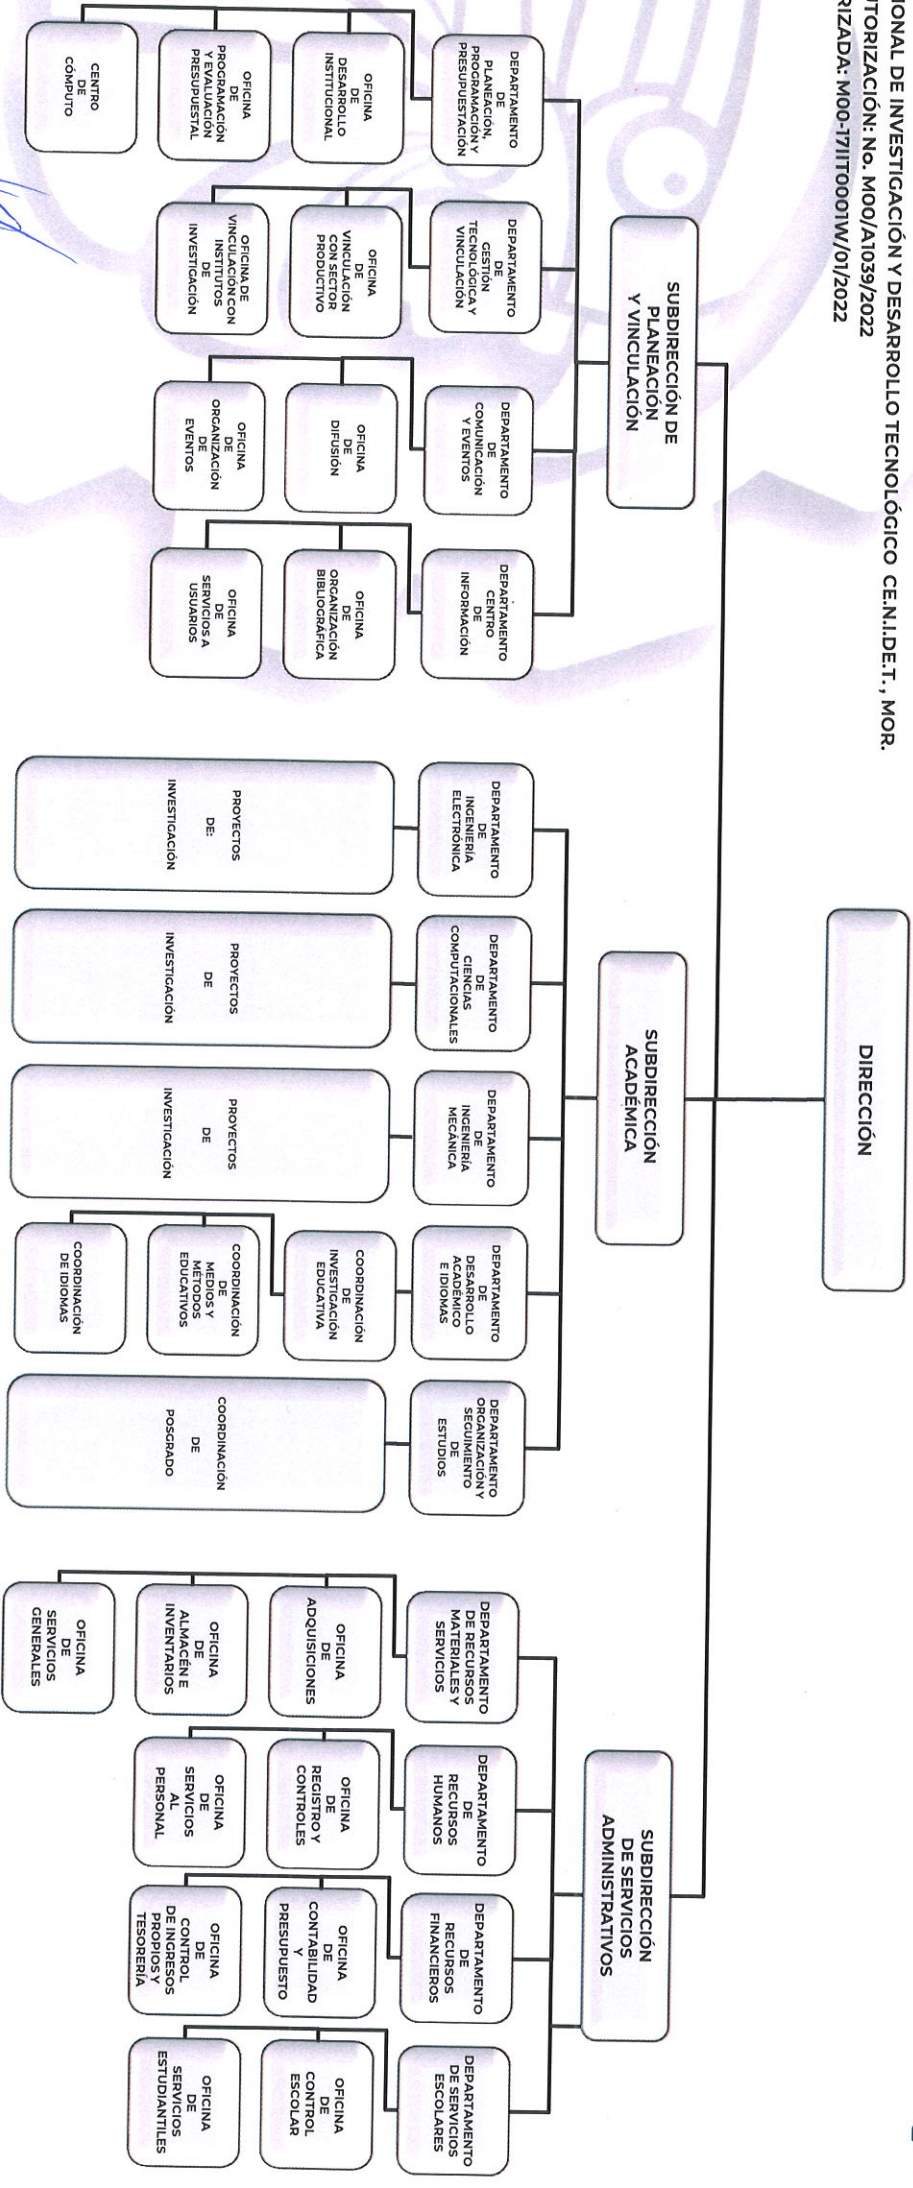 IONAL DE INVESTIGACIÓN Y DESARROLLO TECNOLÓGICO CE.N.I.DE.T., MOR.
UTORIZACIÓN: No. M00/A1039/2022
RIZADA: M00-17IIT0001W/01/2022
DIRECCIÓN
SUBDIRECCIÓN DE
PLANEACIÓN
Y VINCULACIÓN
DEPARTAMENTO
DE
PLANEACIÓN,
PROGRAMACIÓN Y
PRESUPUESTACIÓN
OFICINA
DE
DESARROLLO
INSTITUCIONAL
OFICINA
DE
PROGRAMACIÓN
Y EVALUACIÓN
PRESUPUESTAL
CENTRO
DE
CÓMPUTO
DEPARTAMENTO
DE
GESTIÓN
TECNOLÓGICA Y
VINCULACIÓN
OFICINA
DE
VINCULACIÓN
CON SECTOR
PRODUCTIVO
OFICINA DE
VINCULACIÓN CON
INSTITUTOS
DE
INVESTIGACIÓN
DEPARTAMENTO
DE
COMUNICACIÓN
Y EVENTOS
OFICINA
DE
DIFUSIÓN
OFICINA
DE
ORGANIZACIÓN
DE
EVENTOS
DEPARTAMENTO
CENTRO
DE
INFORMACIÓN
OFICINA
DE
ORGANIZACIÓN
BIBLIOGRÁFICA
OFICINA
DE
SERVICIOS A
USUARIOS
SUBDIRECCIÓN
ACADÉMICA
DEPARTAMENTO
DE
INGENIERÍA
ELECTRÓNICA
PROYECTOS
DE:
INVESTIGACIÓN
DEPARTAMENTO
DE
CIENCIAS
COMPUTACIONALES
PROYECTOS
DE
INVESTIGACIÓN
DEPARTAMENTO
DE
INGENIERÍA
MECÁNICA
PROYECTOS
DE
INVESTIGACIÓN
DEPARTAMENTO
DE
DESARROLLO
ACADÉMICO
E IDIOMAS
COORDINACIÓN
DE
INVESTIGACIÓN
EDUCATIVA
COORDINACIÓN
DE
MEDIOS Y
MÉTODOS
EDUCATIVOS
COORDINACIÓN
DE IDIOMAS
DEPARTAMENTO
ORGANIZACIÓN Y
SEGUIMIENTO
DE
ESTUDIOS
COORDINACIÓN
DE
POSGRADO
SUBDIRECCIÓN
DE SERVICIOS
ADMINISTRATIVOS
DEPARTAMENTO
DE RECURSOS
MATERIALES Y
SERVICIOS
OFICINA
DE
ADQUISICIONES
OFICINA
DE
ALMACÉN E
INVENTARIOS
OFICINA
DE
SERVICIOS
GENERALES
DEPARTAMENTO
DE
RECURSOS
HUMANOS
OFICINA
DE
REGISTRO Y
CONTROLES
OFICINA
DE
SERVICIOS
AL
PERSONAL
DEPARTAMENTO
DE
RECURSOS
FINANCIEROS
OFICINA
DE
CONTABILIDAD
Y
PRESUPUESTO
OFICINA
DE
CONTROL
DE INGRESOS
PROPIOS Y
TESORERÍA
DEPARTAMENTO
DE SERVICIOS
ESCOLARES
OFICINA
DE
CONTROL
ESCOLAR
OFICINA
DE
SERVICIOS
ESTUDIANTILES